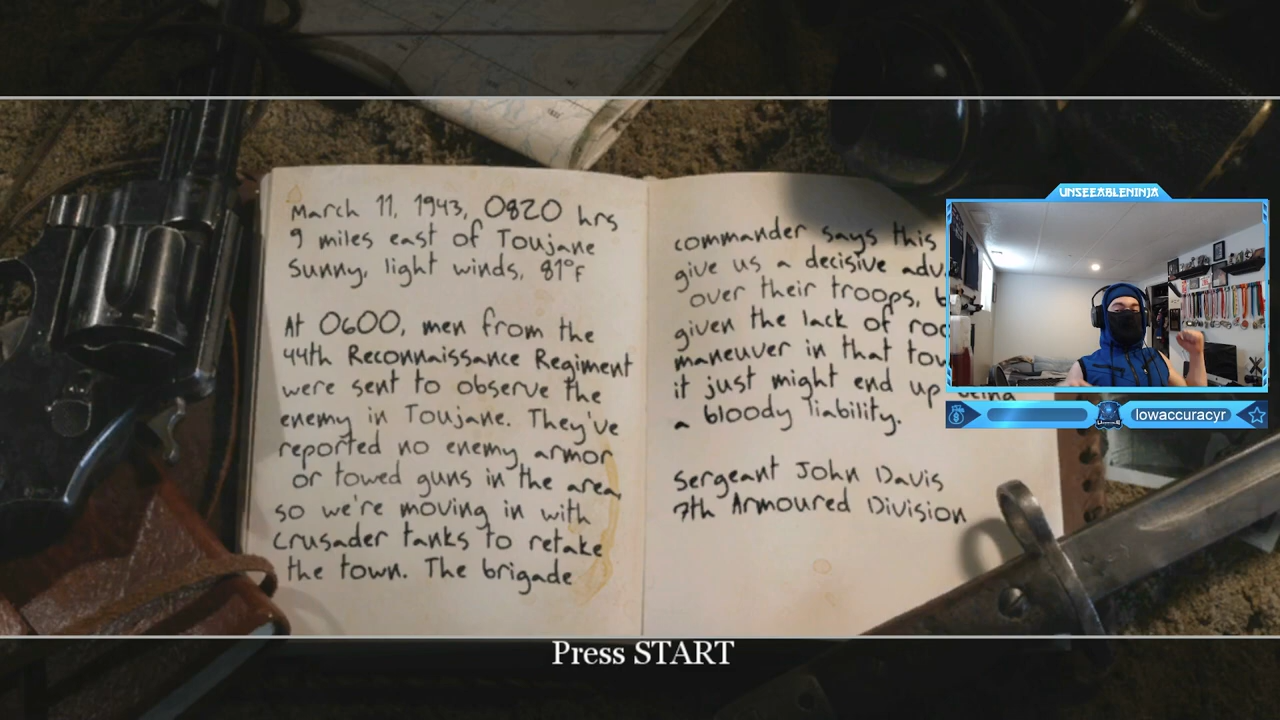 March 11, 1943, 0820 hrs
9 miles east of Toujane
Sunny, light winds, 81°F
At 0600, men from the
44th Reconnaissance Regiment
were sent to observe the
enemy in Toujane. They've
reported no enemy armor
or towed guns in the area
so we're moving in with
Crusader tanks to retake
the town. The brigade
commander says this
give us a decisive
over their troops,
given the lack of
maneuver in that
it just might end up being
a bloody liability.
Sergeant John Davis
7th Armoured Division
UNSEEABLENINJA
lowaccuracyr
Press START